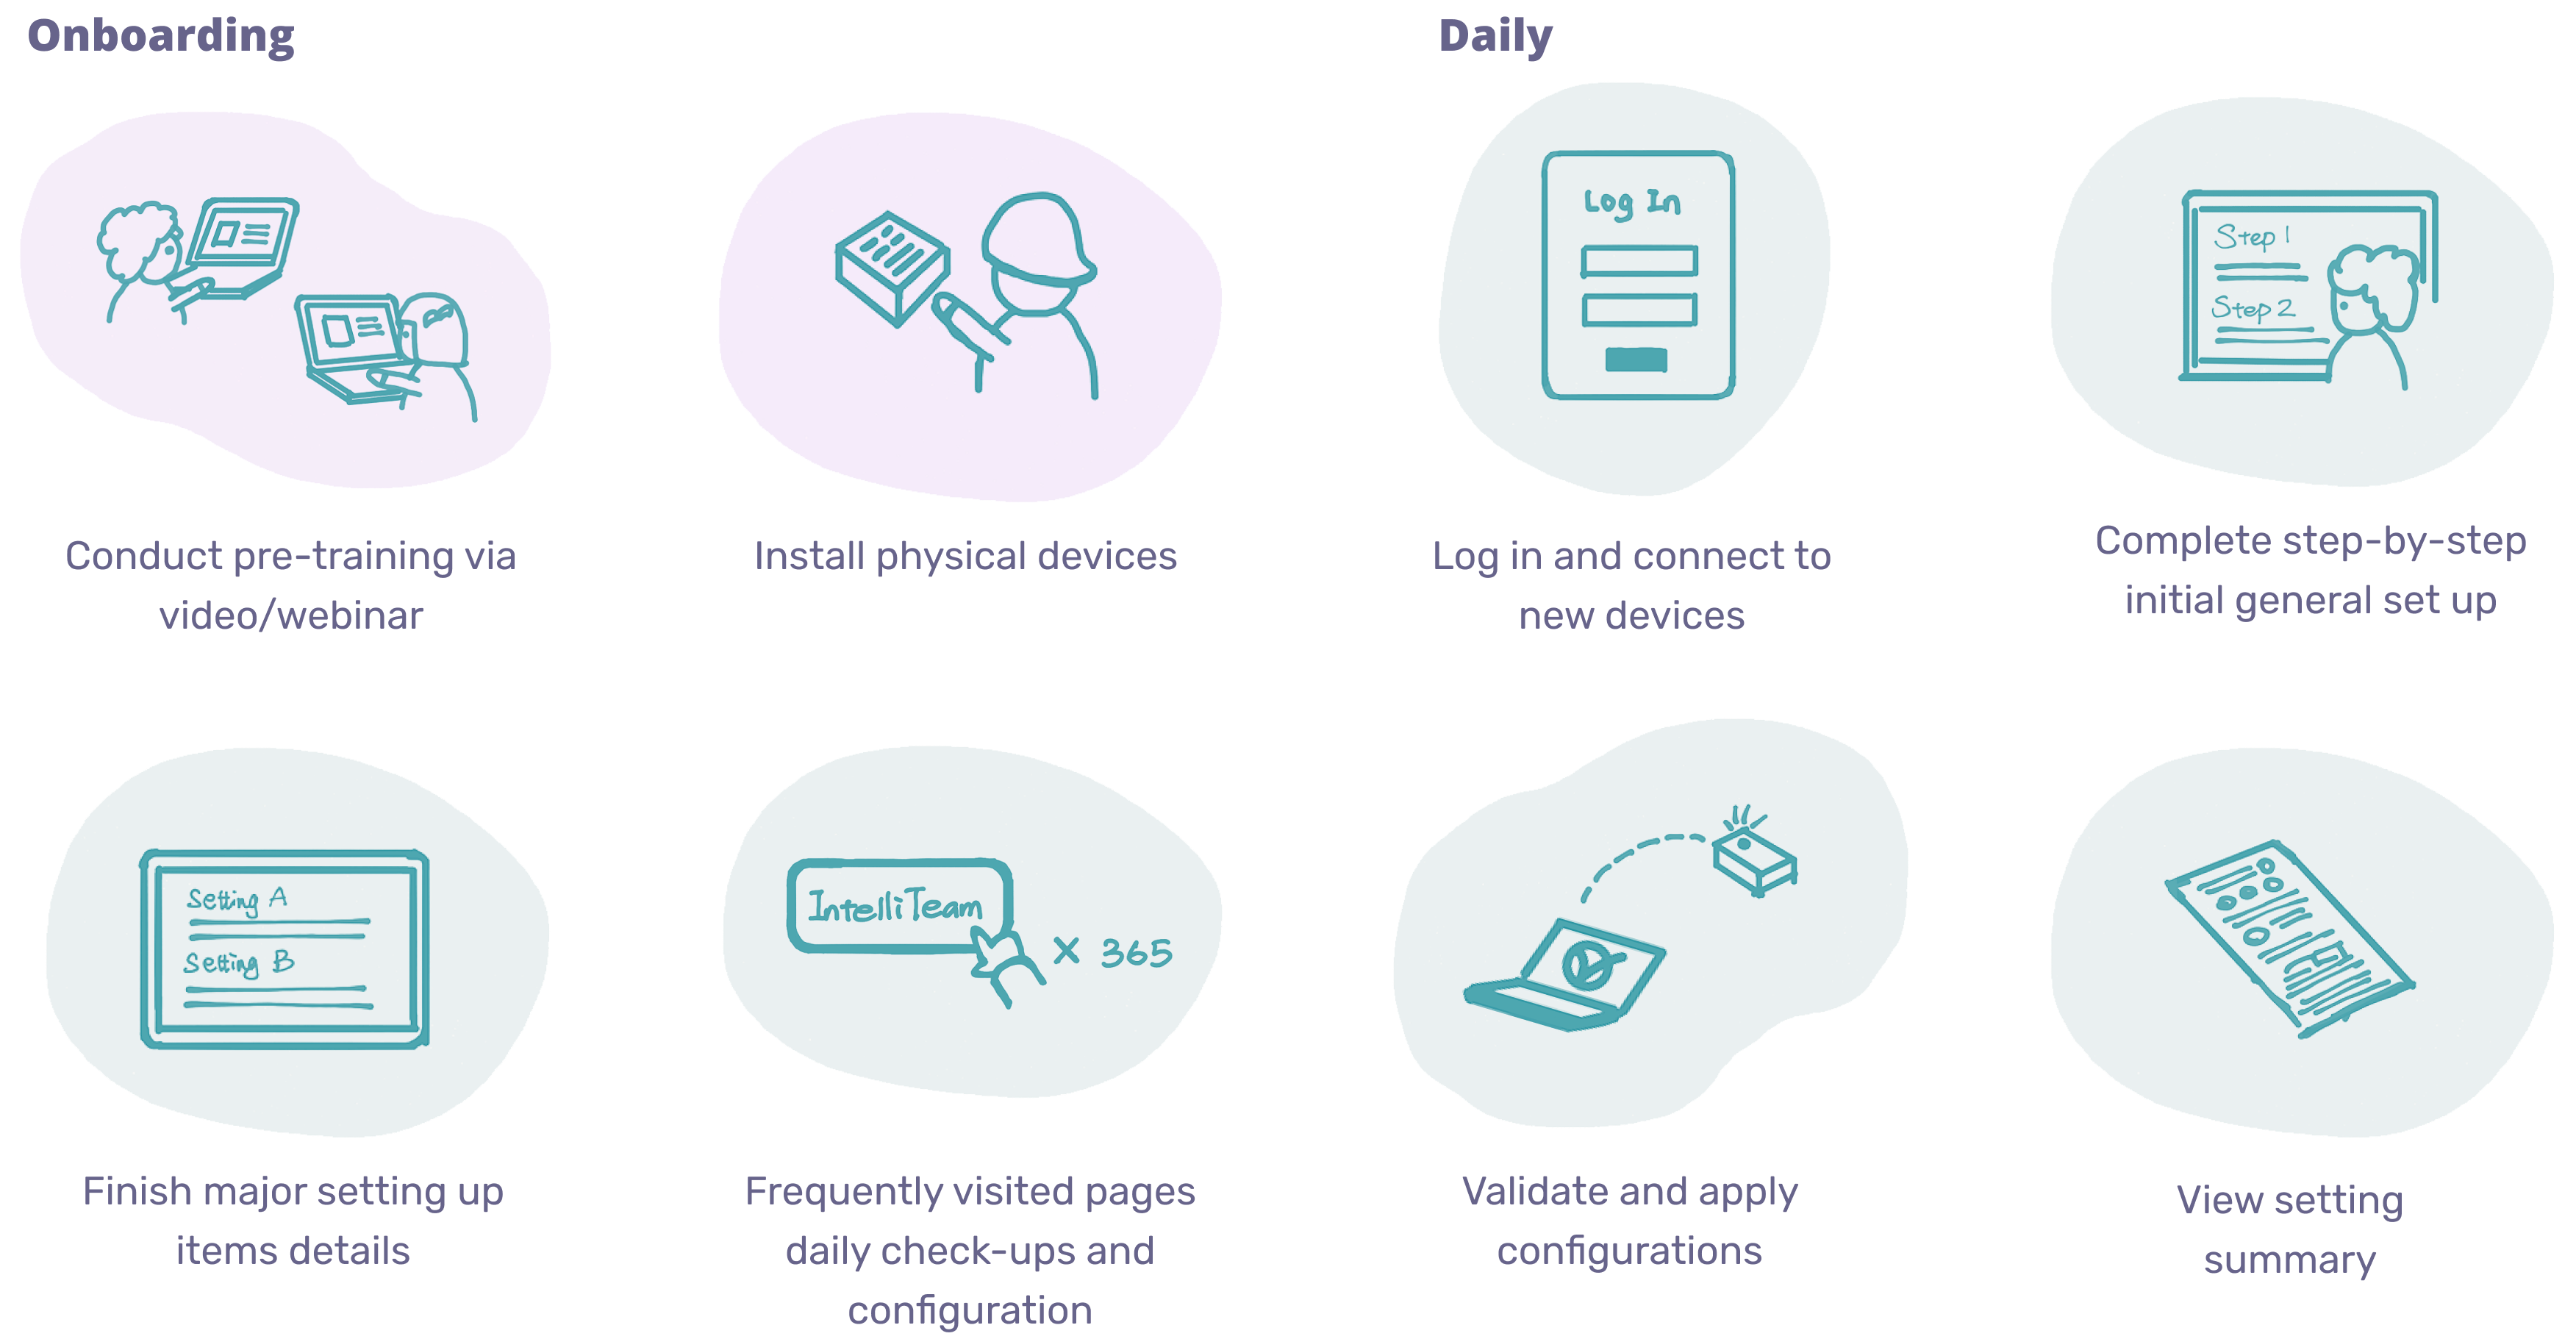 Onboarding
Daily
Log In
Step 1
Step 2
Conduct pre-training via
video/webinar
Install physical devices
Log in and connect to
new devices
Complete step-by-step
initial general set up
Setting A
Setting B
IntelliTeam
x 365
Finish major setting up
items details
Frequently visited pages
daily check-ups and
configuration
Validate and apply
configurations
View setting
summary